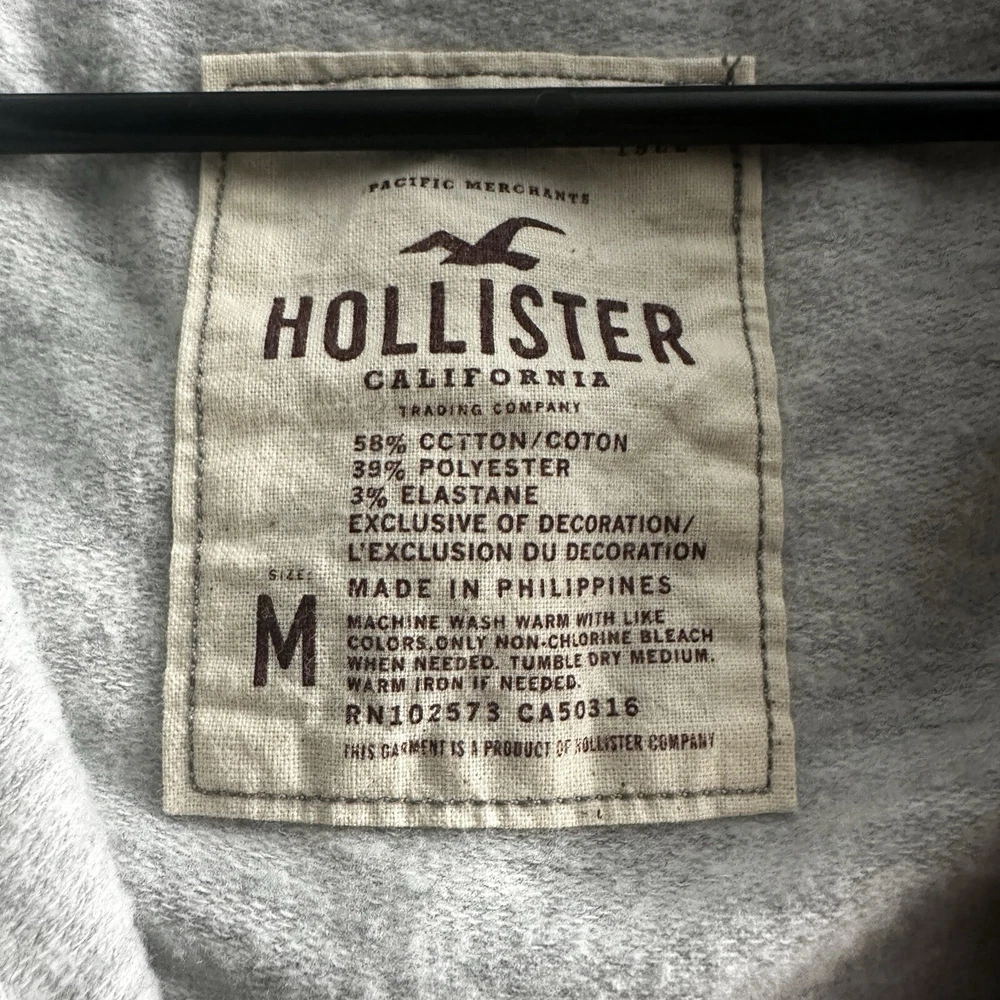 PACIFIC MERCHANTS
HOLLISTER
CALIFORNIA
TRADING COMPANY
58% COTTON/COTON
39% POLYESTER
3% ELASTANE
EXCLUSIVE OF DECORATION/
L'EXCLUSION DU DECORATION
SIZE:
M
MADE IN PHILIPPINES
MACHINE WASH WARM WITH LIKE
COLORS. ONLY NON-CHLORINE BLEACH
WHEN NEEDED. TUMBLE DRY MEDIUM.
WARM IRON IF NEEDED.
RN102573 CA50316
THIS GARMENT IS A PRODUCT OF HOLLISTER COMPANY